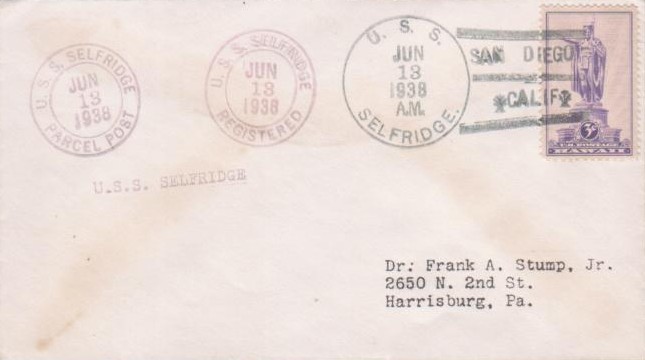 U. S. S. SELFRIDGE
JUN
13
1938
PARCEL POST
U. S. S. SELFRIDGE
JUN
13
1938
REGISTERED
U. S. S.
JUN
13
1938
A.M.
SELFRIDGE.
SAN DIEGO
CALIF
3¢
U.S. POSTAGE
HAWAII
U.S.S. SELFRIDGE
Dr. Frank A. Stump, Jr.
2650 N. 2nd St.
Harrisburg, Pa.